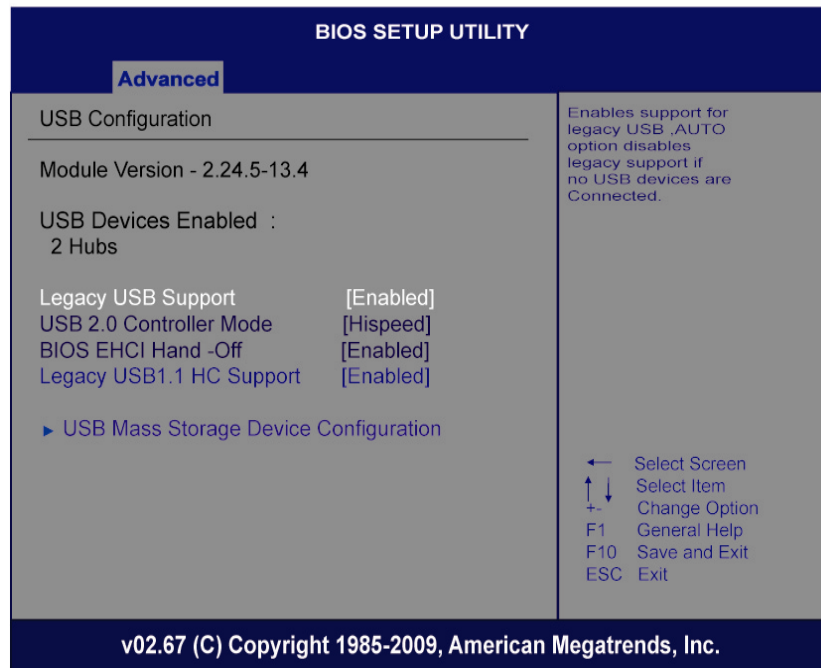 BIOS SETUP UTILITY
Advanced
USB Configuration
Module Version - 2.24.5-13.4
USB Devices Enabled :
2 Hubs
Legacy USB Support [Enabled]
USB 2.0 Controller Mode [Hispeed]
BIOS EHCI Hand -Off [Enabled]
Legacy USB1.1 HC Support [Enabled]
► USB Mass Storage Device Configuration
Enables support for
legacy USB ,AUTO
option disables
legacy support if
no USB devices are
Connected.
← Select Screen
↑↓ Select Item
+- Change Option
F1 General Help
F10 Save and Exit
ESC Exit
v02.67 (C) Copyright 1985-2009, American Megatrends, Inc.